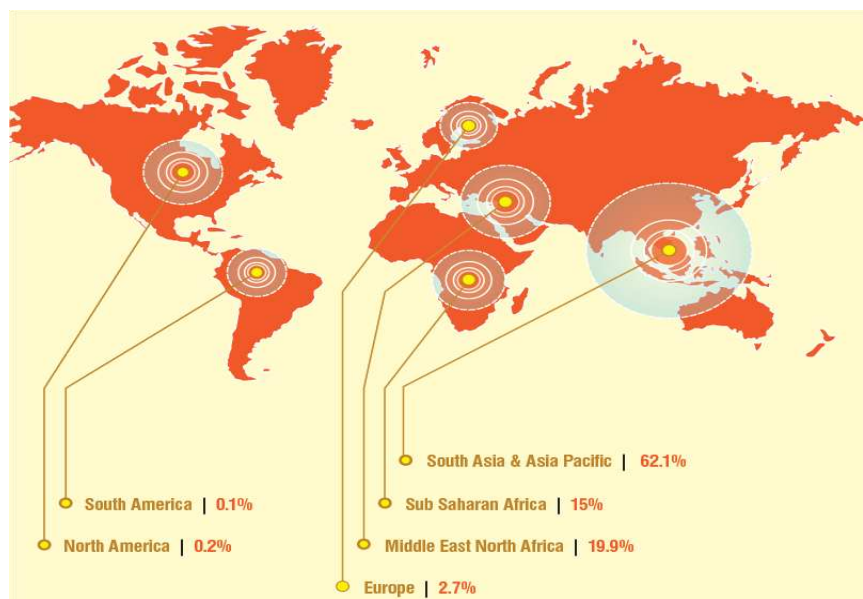 South Asia & Asia Pacific | 62.1%
South America | 0.1%
Sub Saharan Africa | 15%
North America | 0.2%
Middle East North Africa | 19.9%
Europe | 2.7%